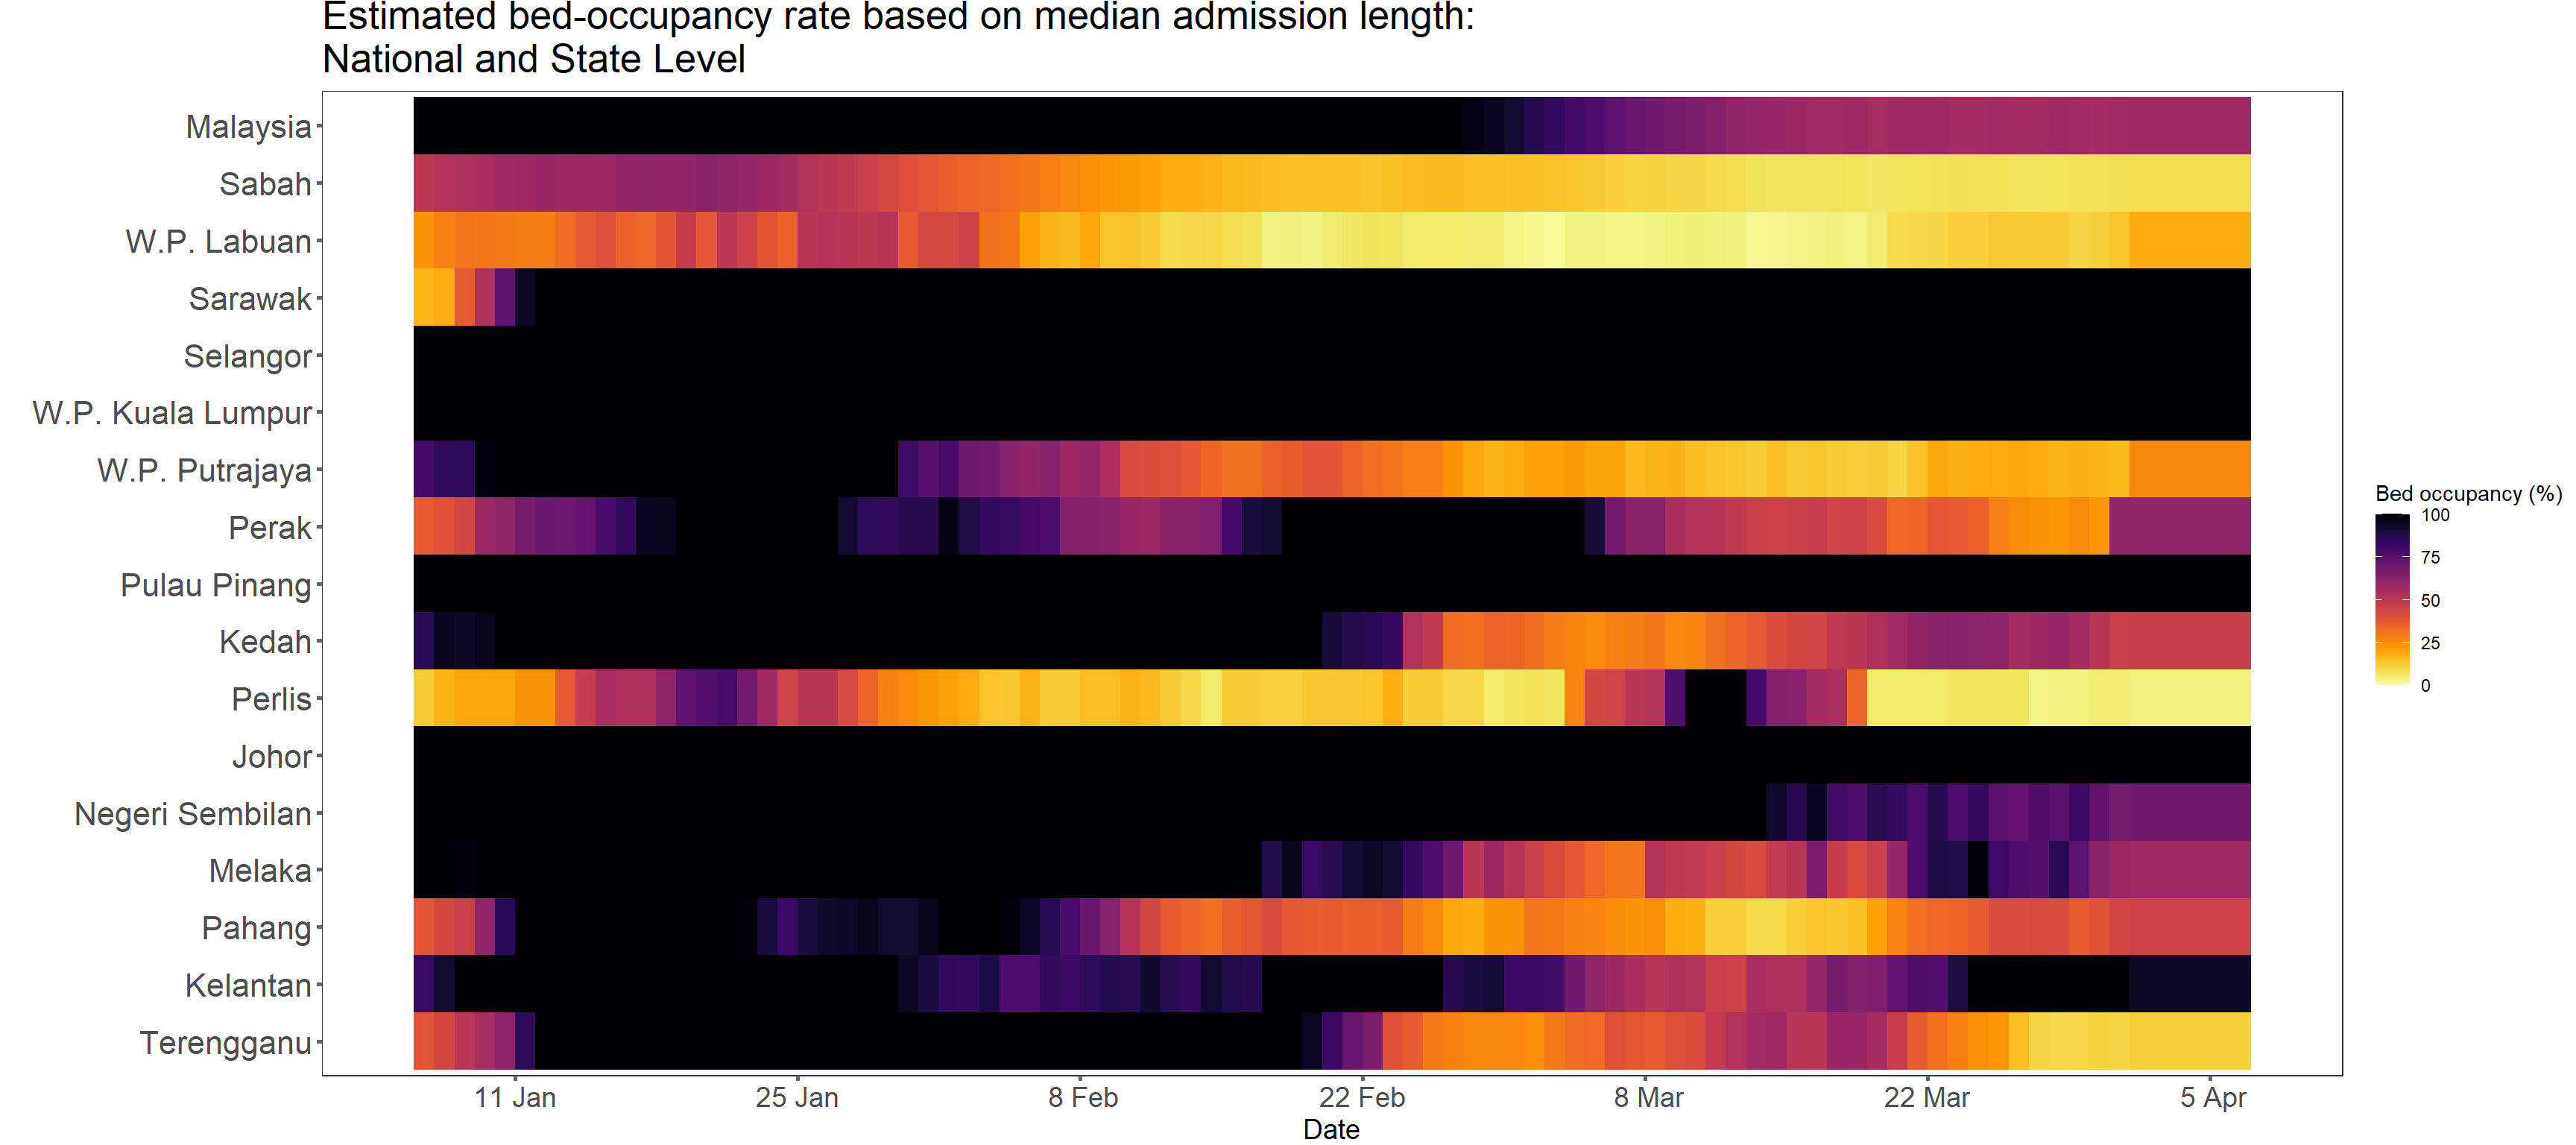 Estimated bed-occupancy rate based on median admission length:
National and State Level
Malaysia
Sabah
W.P. Labuan
Sarawak
Selangor
W.P. Kuala Lumpur
W.P. Putrajaya
Perak
Pulau Pinang
Kedah
Perlis
Johor
Negeri Sembilan
Melaka
Pahang
Kelantan
Terengganu
11 Jan
25 Jan
8 Feb
22 Feb
8 Mar
22 Mar
5 Apr
Date
Bed occupancy (%)
100
75
50
25
0